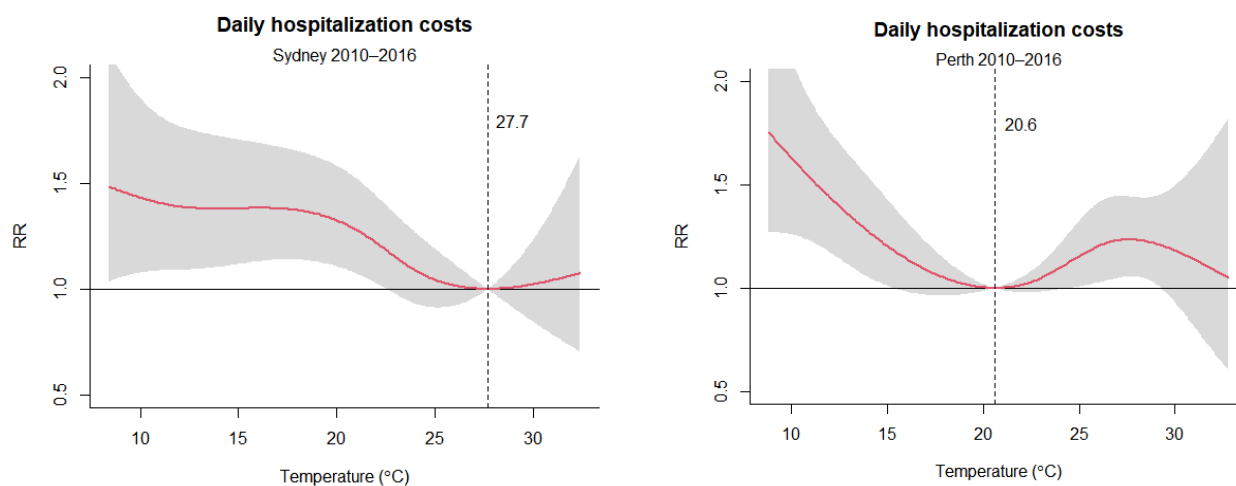 Daily hospitalization costs
Sydney 2010–2016
2.0
1.5
1.0
0.5
RR
27.7
10 15 20 25 30
Temperature (°C)
Daily hospitalization costs
Perth 2010–2016
2.0
1.5
1.0
0.5
RR
20.6
10 15 20 25 30
Temperature (°C)